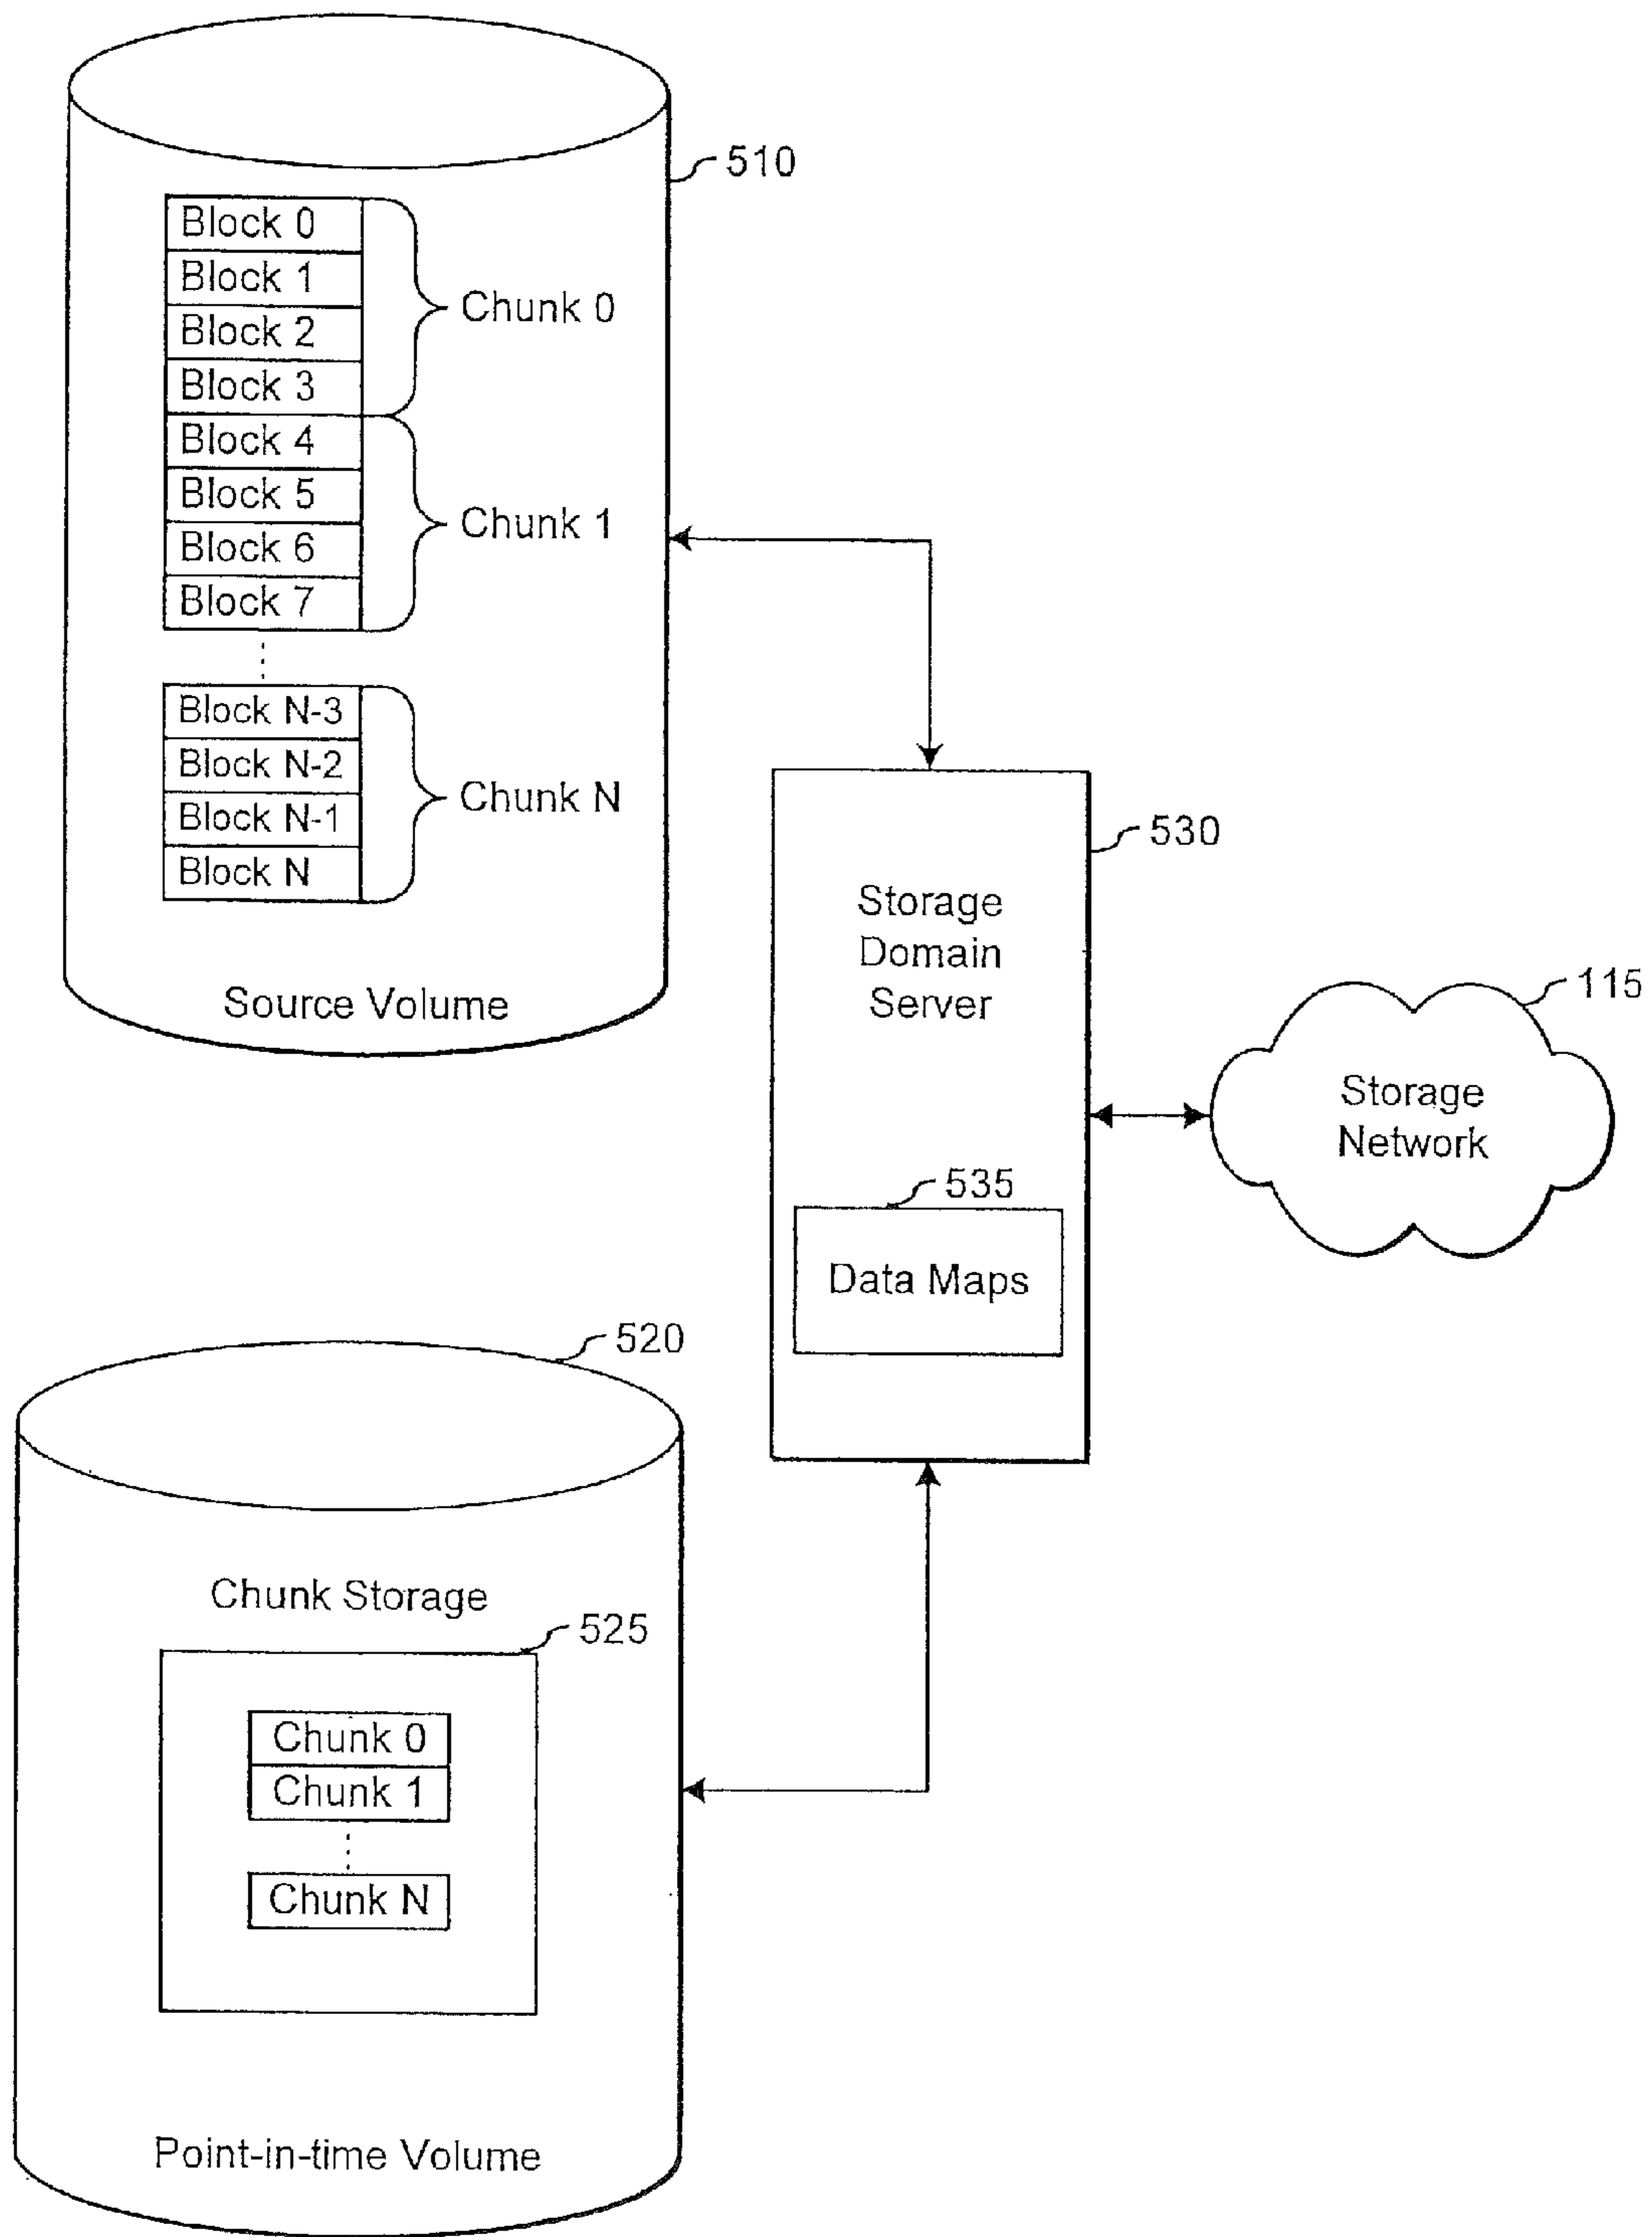 510
Block 0
Block 1
Block 2
Block 3
Chunk 0
Block 4
Block 5
Block 6
Block 7
Chunk 1
Block N-3
Block N-2
Block N-1
Block N
Chunk N
Source Volume
530
Storage
Domain
Server
115
Storage
Network
535
Data Maps
520
Chunk Storage
525
Chunk 0
Chunk 1
Chunk N
Point-in-time Volume